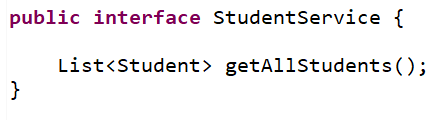 public interface StudentService {
List<Student> getAllStudents();
}